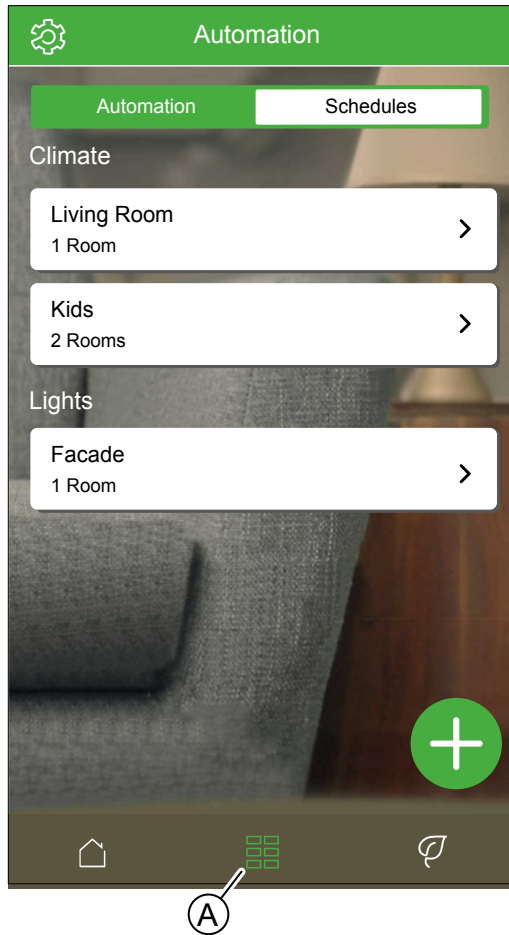 Automation
Automation Schedules
Climate
Living Room
1 Room
Kids
2 Rooms
Lights
Facade
1 Room
A